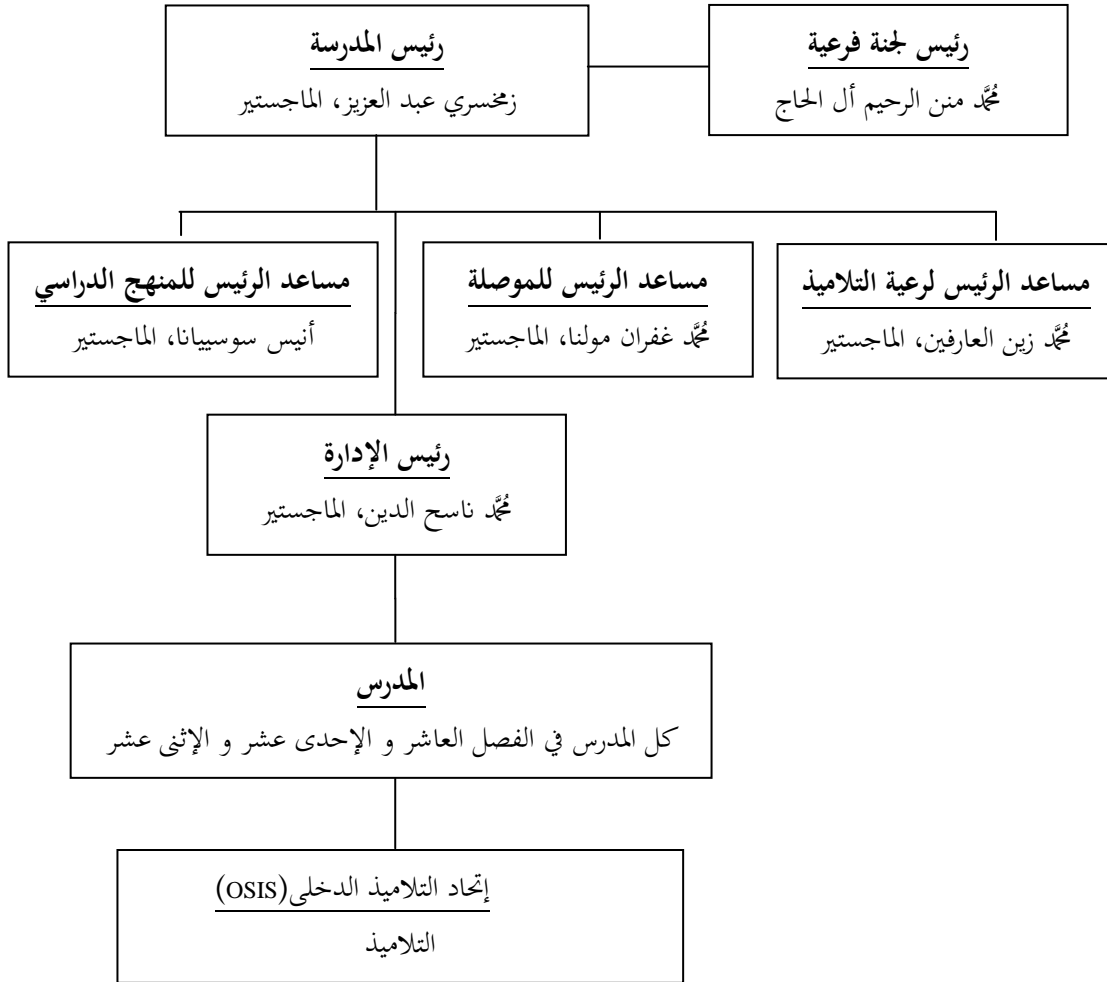 رئيس لجنة فرعية
مُحَّد منن الرحيم أل الحاج
رئيس المدرسة
زمخسري عبد العزيز، الماجستير
مساعد الرئيس لرعية التلاميذ
مُحَّد زين العارفين، الماجستير
مساعد الرئيس للموصلة
مُحَّد غفران مولنا، الماجستير
مساعد الرئيس للمنهج الدراسي
أنيس سوسييانا، الماجستير
رئيس الإدارة
مُحَّد ناسح الدين، الماجستير
المدرس
كل المدرس في الفصل العاشر و الإحدى عشر و الإثنى عشر
إتحاد التلاميذ الدخلى(OSIS)
التلاميذ